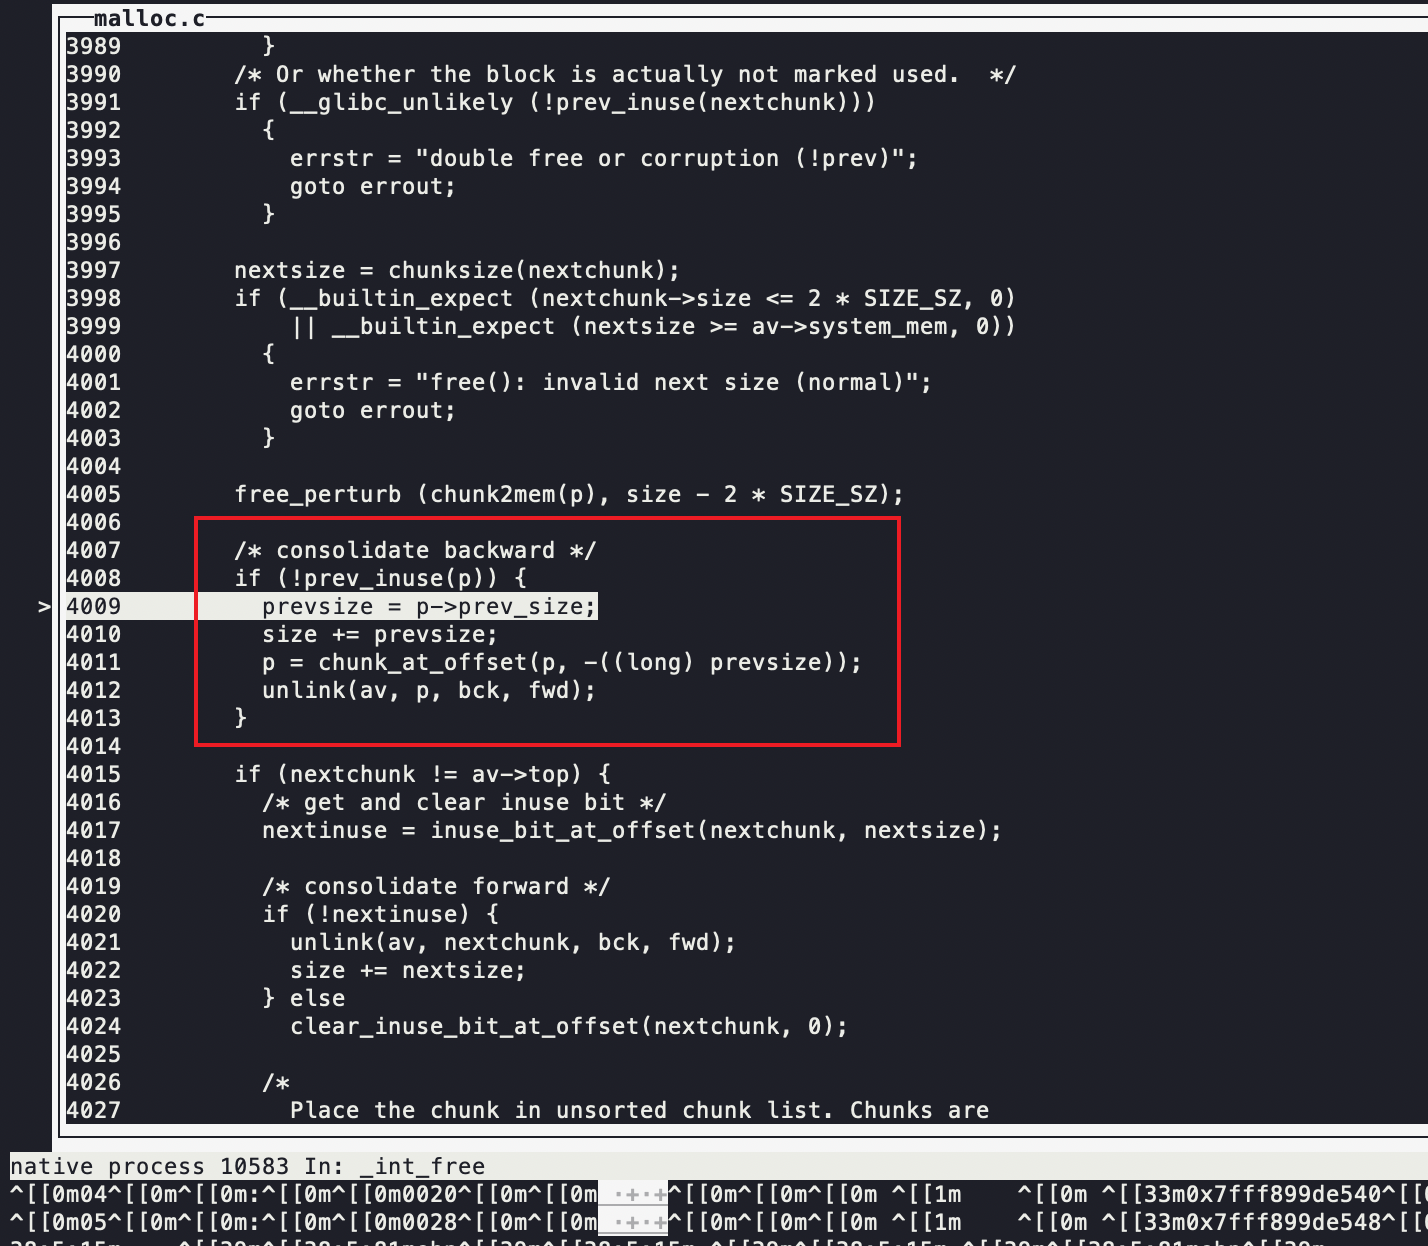 malloc.c
3989          }
3990        /* Or whether the block is actually not marked used.  */
3991        if (__glibc_unlikely (!prev_inuse(nextchunk)))
3992          {
3993            errstr = "double free or corruption (!prev)";
3994            goto errout;
3995          }
3996
3997        nextsize = chunksize(nextchunk);
3998        if (__builtin_expect (nextchunk->size <= 2 * SIZE_SZ, 0)
3999            || __builtin_expect (nextsize >= av->system_mem, 0))
4000          {
4001            errstr = "free(): invalid next size (normal)";
4002            goto errout;
4003          }
4004
4005        free_perturb (chunk2mem(p), size - 2 * SIZE_SZ);
4006
4007        /* consolidate backward */
4008        if (!prev_inuse(p)) {
>4009          prevsize = p->prev_size;
4010          size += prevsize;
4011          p = chunk_at_offset(p, -((long) prevsize));
4012          unlink(av, p, bck, fwd);
4013        }
4014
4015        if (nextchunk != av->top) {
4016          /* get and clear inuse bit */
4017          nextinuse = inuse_bit_at_offset(nextchunk, nextsize);
4018
4019          /* consolidate forward */
4020          if (!nextinuse) {
4021            unlink(av, nextchunk, bck, fwd);
4022            size += nextsize;
4023          } else
4024            clear_inuse_bit_at_offset(nextchunk, 0);
4025
4026          /*
4027            Place the chunk in unsorted chunk list. Chunks are
native process 10583 In: _int_free
^[[0m04^[[0m^[[0m:^[[0m^[[0m0020^[[0m^[[0m ·+·+^[[0m^[[0m^[[0m ^[[1m    ^[[0m ^[[33m0x7fff899de540^[[
^[[0m05^[[0m^[[0m:^[[0m^[[0m0028^[[0m^[[0m ·+·+^[[0m^[[0m^[[0m ^[[1m    ^[[0m ^[[33m0x7fff899de548^[[